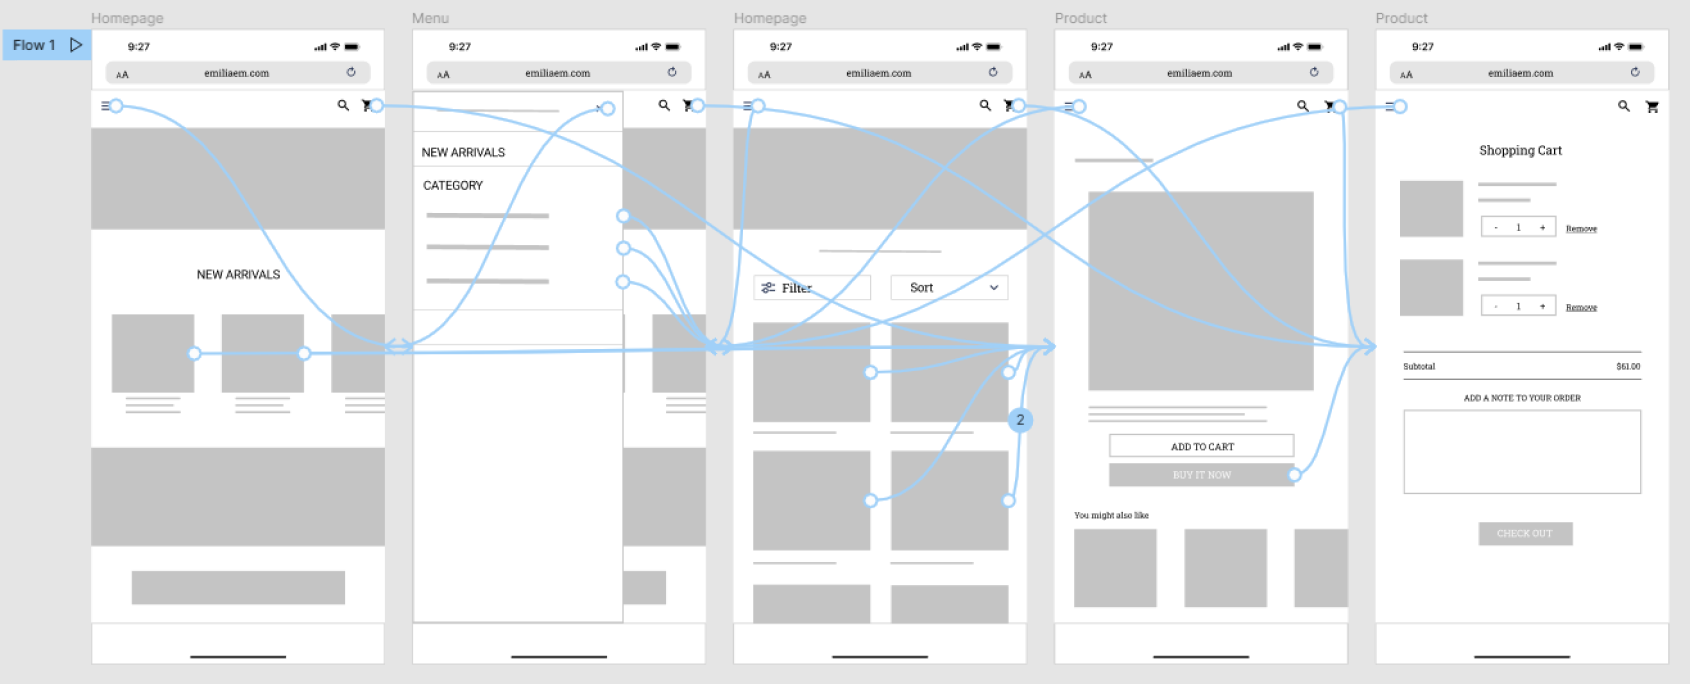 Homepage
Menu
Homepage
Product
Product
Flow 1
9:27
AA
emiliaem.com
NEW ARRIVALS
9:27
AA
emiliaem.com
NEW ARRIVALS
CATEGORY
9:27
AA
emiliaem.com
Filter
Sort
2
9:27
AA
emiliaem.com
ADD TO CART
BUY IT NOW
You might also like
9:27
AA
emiliaem.com
Shopping Cart
- 1 +
Remove
- 1 +
Remove
Subtotal
$61.00
ADD A NOTE TO YOUR ORDER
CHECK OUT